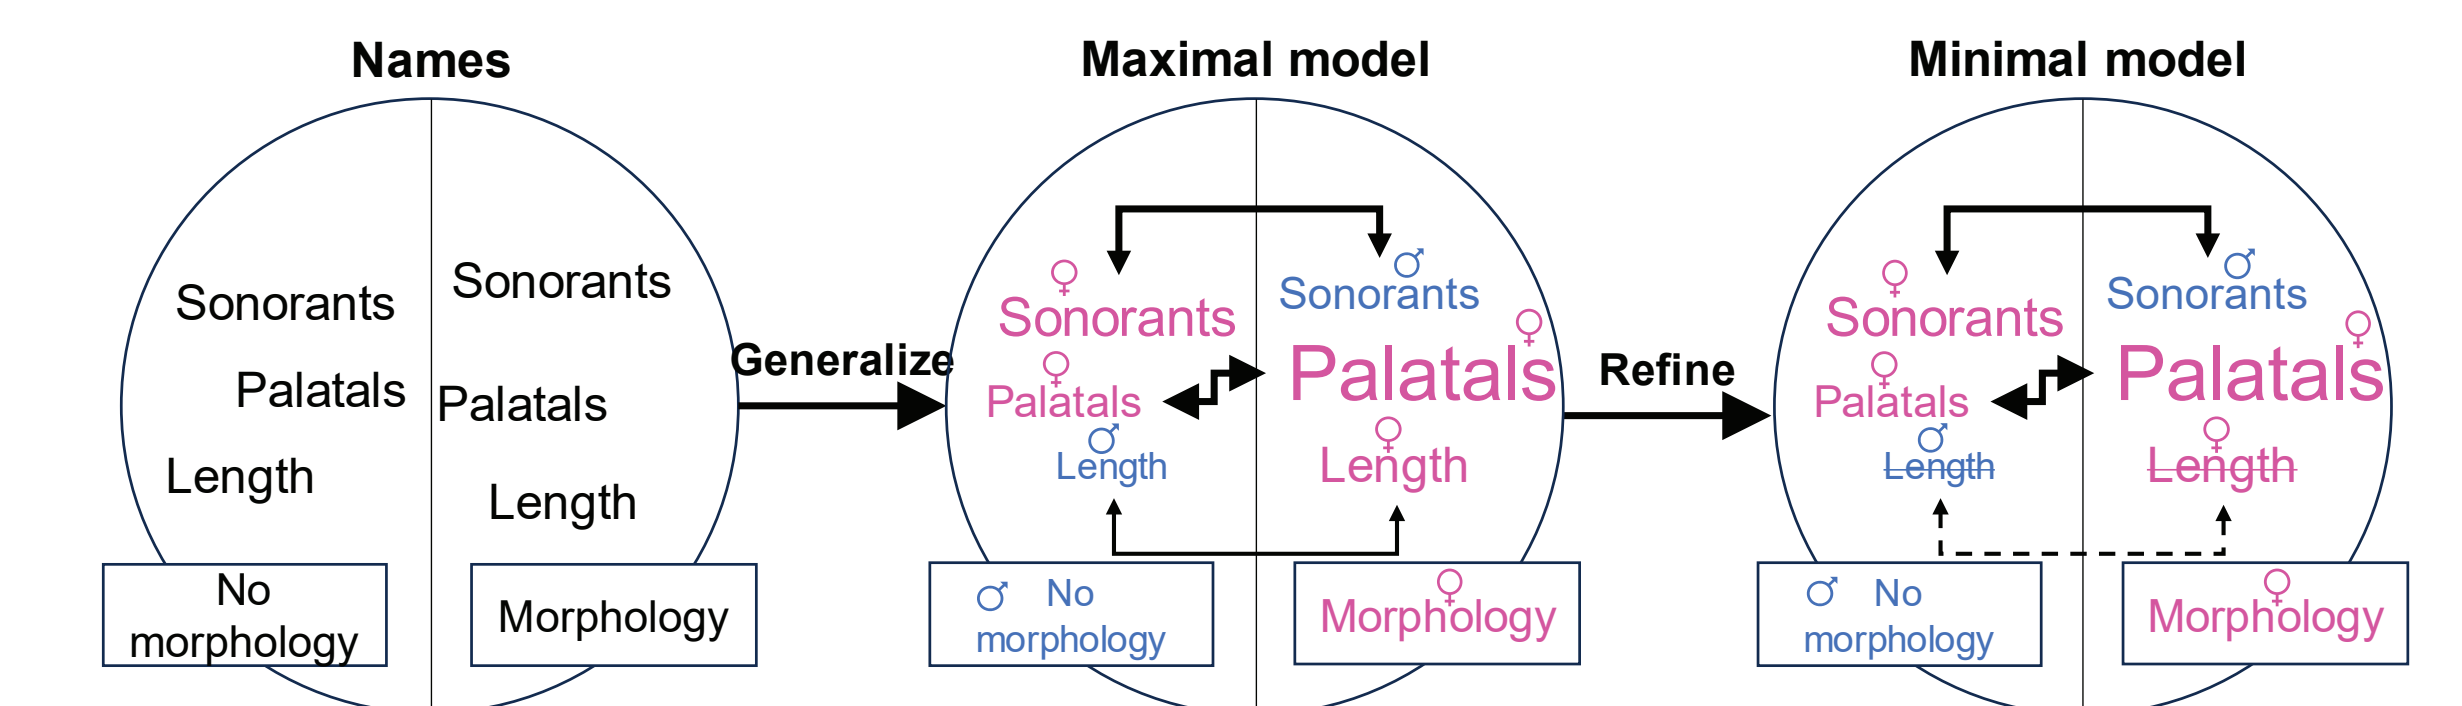 Names
Sonorants
Palatals
Length
No
morphology
Sonorants
Palatals
Length
Morphology
Generalize
Maximal model
♀
Sonorants
♀
Palatals
♂
Length
♂ No
morphology
♂
Sonorants
♀
Palatals
♀
Length
♀
Morphology
Refine
Minimal model
♀
Sonorants
♀
Palatals
♂
Length
♂ No
morphology
♂
Sonorants
♀
Palatals
♀
Length
♀
Morphology